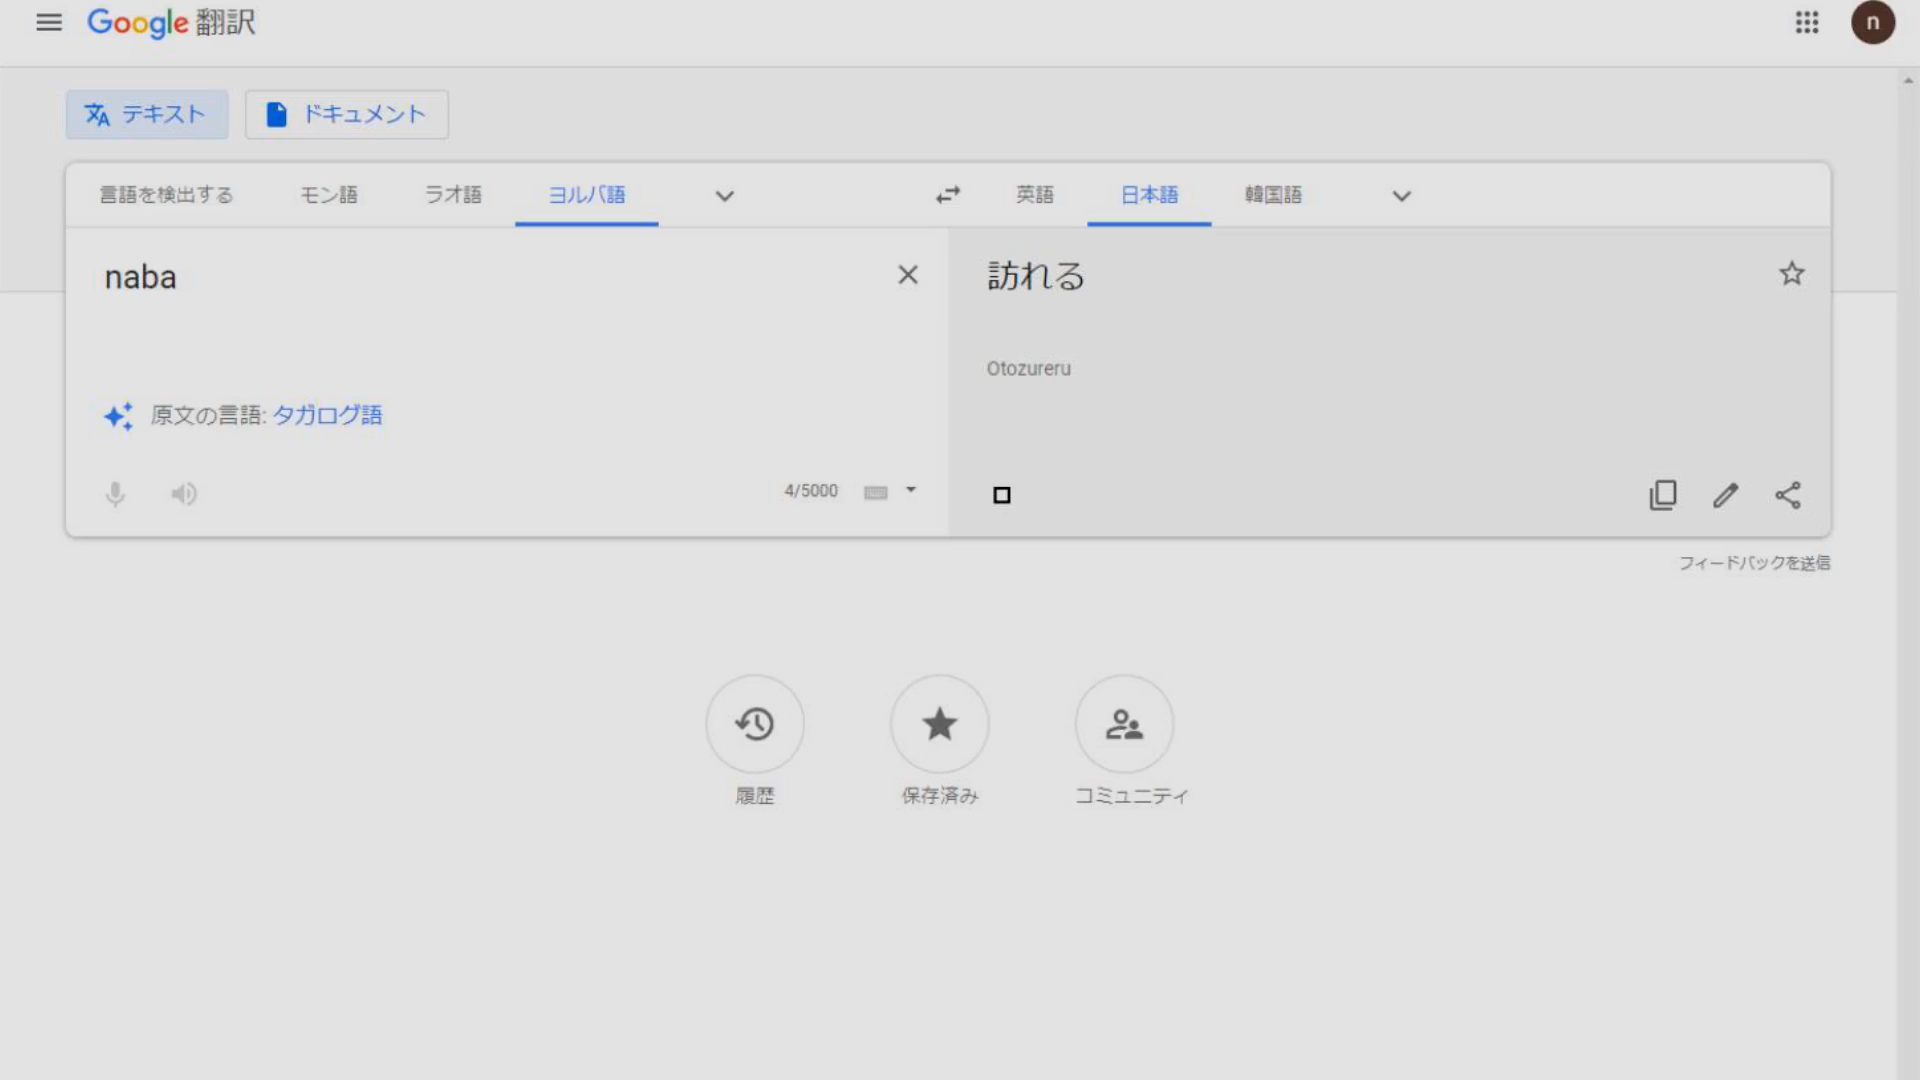 Google 翻訳
n
テキスト
ドキュメント
言語を検出する
モン語
ラオ語
ヨルバ語
英語
日本語
韓国語
naba
訪れる
Otozureru
原文の言語: タガログ語
4/5000
フィードバックを送信
履歴
保存済み
コミュニティ